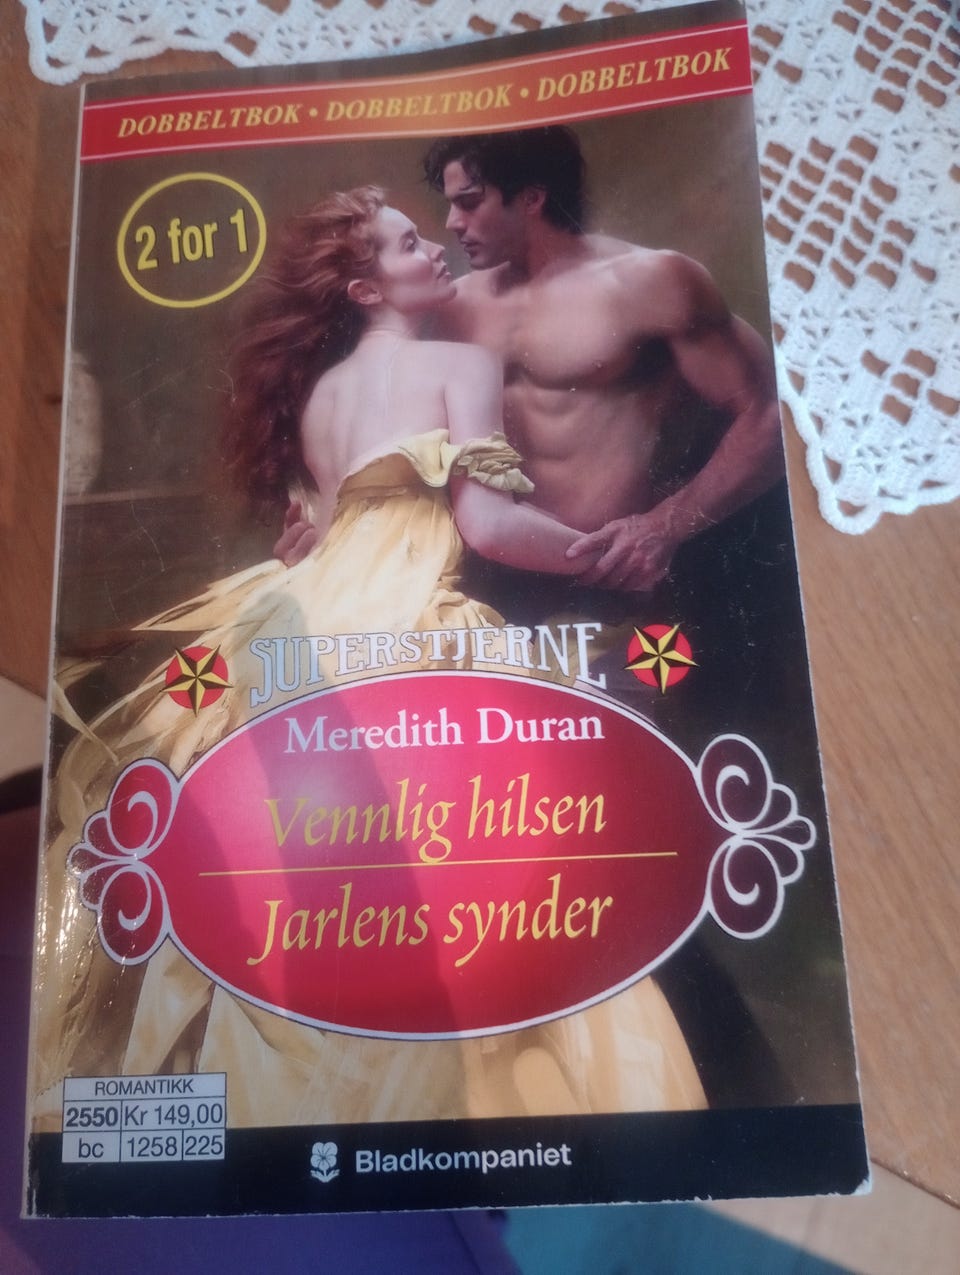 DOBBELTBOK • DOBBELTBOK • DOBBELTBOK
2 for 1
SUPERSTJERNE
Meredith Duran
Vennlig hilsen
Jarlens synder
ROMANTIKK
2550 Kr 149,00
bc 1258 225
Bladkompaniet